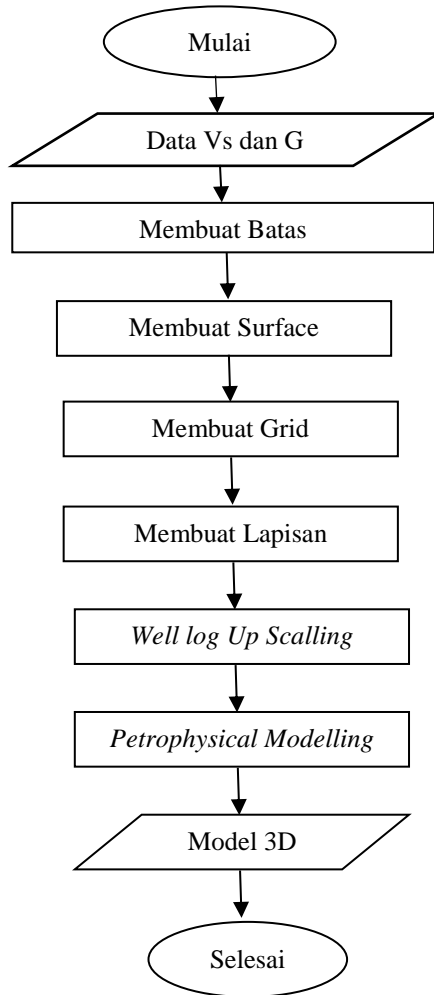 Mulai
Data Vs dan G
Membuat Batas
Membuat Surface
Membuat Grid
Membuat Lapisan
Well log Up Scalling
Petrophysical Modelling
Model 3D
Selesai